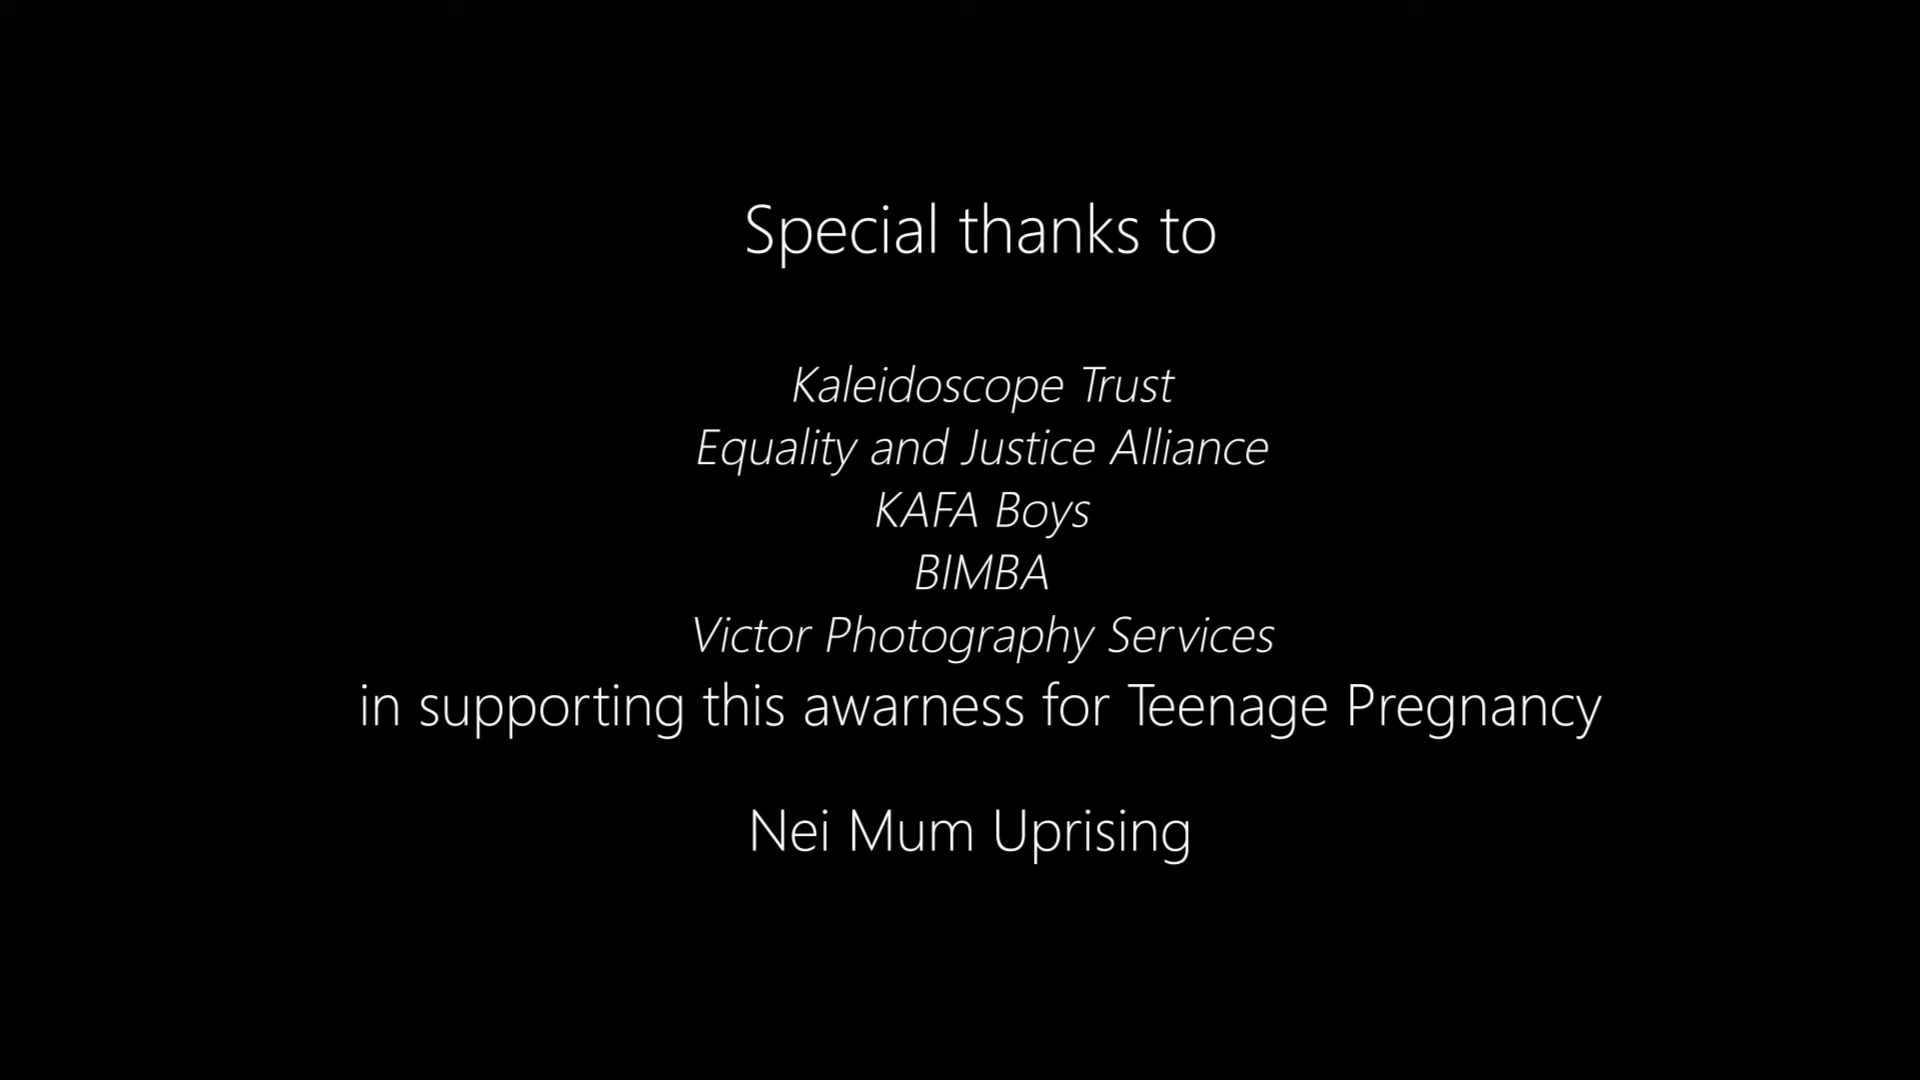 Special thanks to
Kaleidoscope Trust
Equality and Justice Alliance
KAFA Boys
BIMBA
Victor Photography Services
in supporting this awarness for Teenage Pregnancy
Nei Mum Uprising